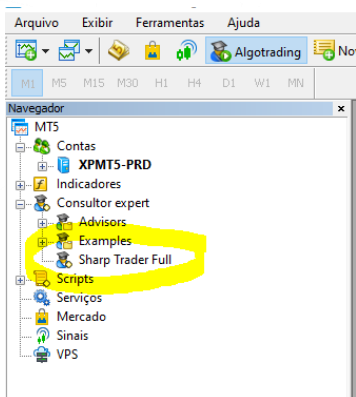 Arquivo Exibir Ferramentas Ajuda
Algotrading No
M1 M5 M15 M30 H1 H4 D1 W1 MN
Navegador
MT5
Contas
XPMT5-PRD
Indicadores
Consultor expert
Advisors
Examples
Sharp Trader Full
Scripts
Serviços
Mercado
Sinais
VPS